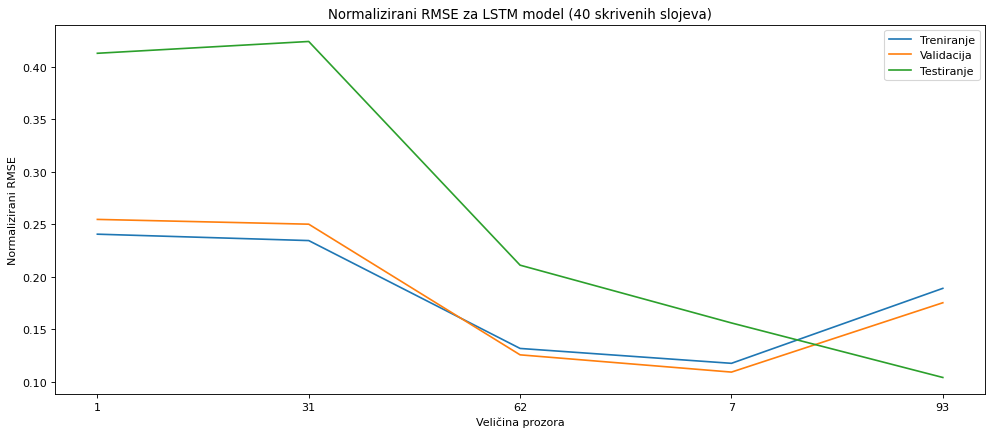 Normalizirani RMSE za LSTM model (40 skrivenih slojeva)
Treniranje
Validacija
Testiranje
Normalizirani RMSE
0.40
0.35
0.30
0.25
0.20
0.15
0.10
1 31 62 7 93
Veličina prozora